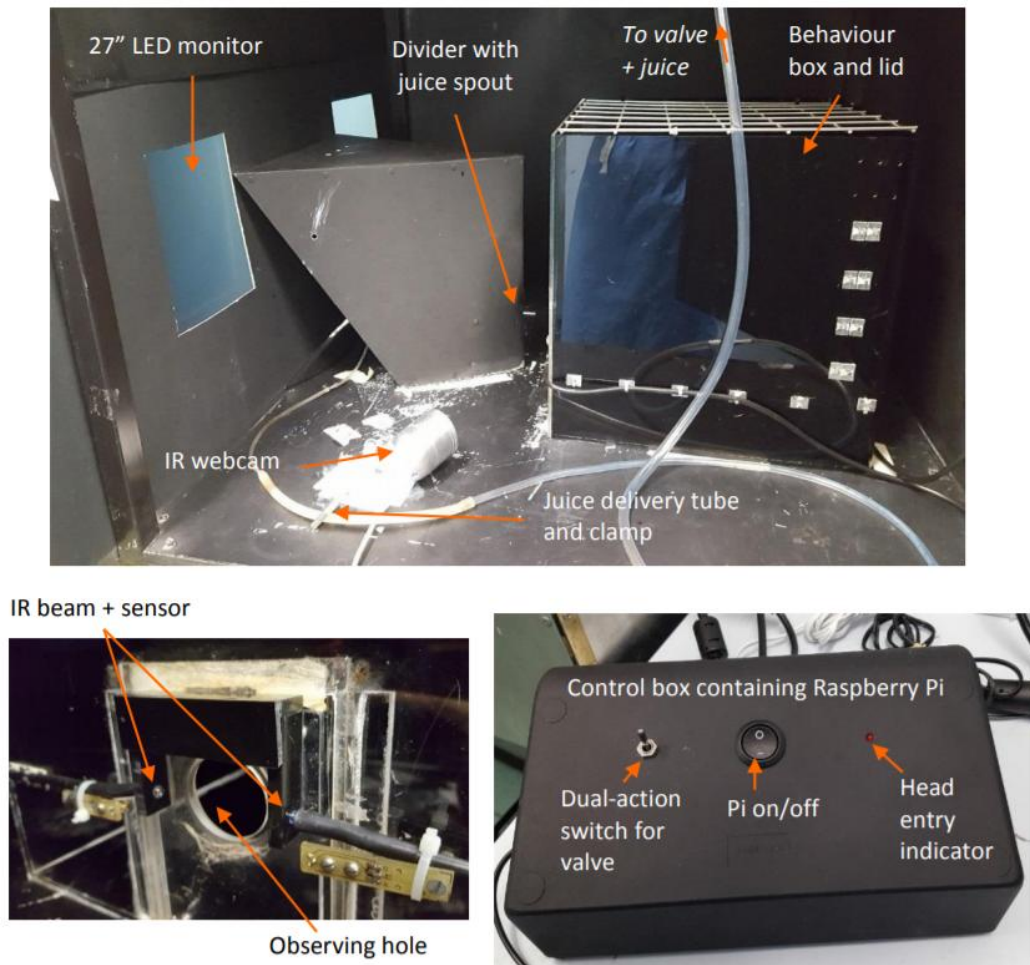 27” LED monitor
Divider with
juice spout
To valve
+ juice
Behaviour
box and lid
IR webcam
Juice delivery tube
and clamp
IR beam + sensor
Observing hole
Control box containing Raspberry Pi
Dual-action
switch for
valve
Pi on/off
Head
entry
indicator